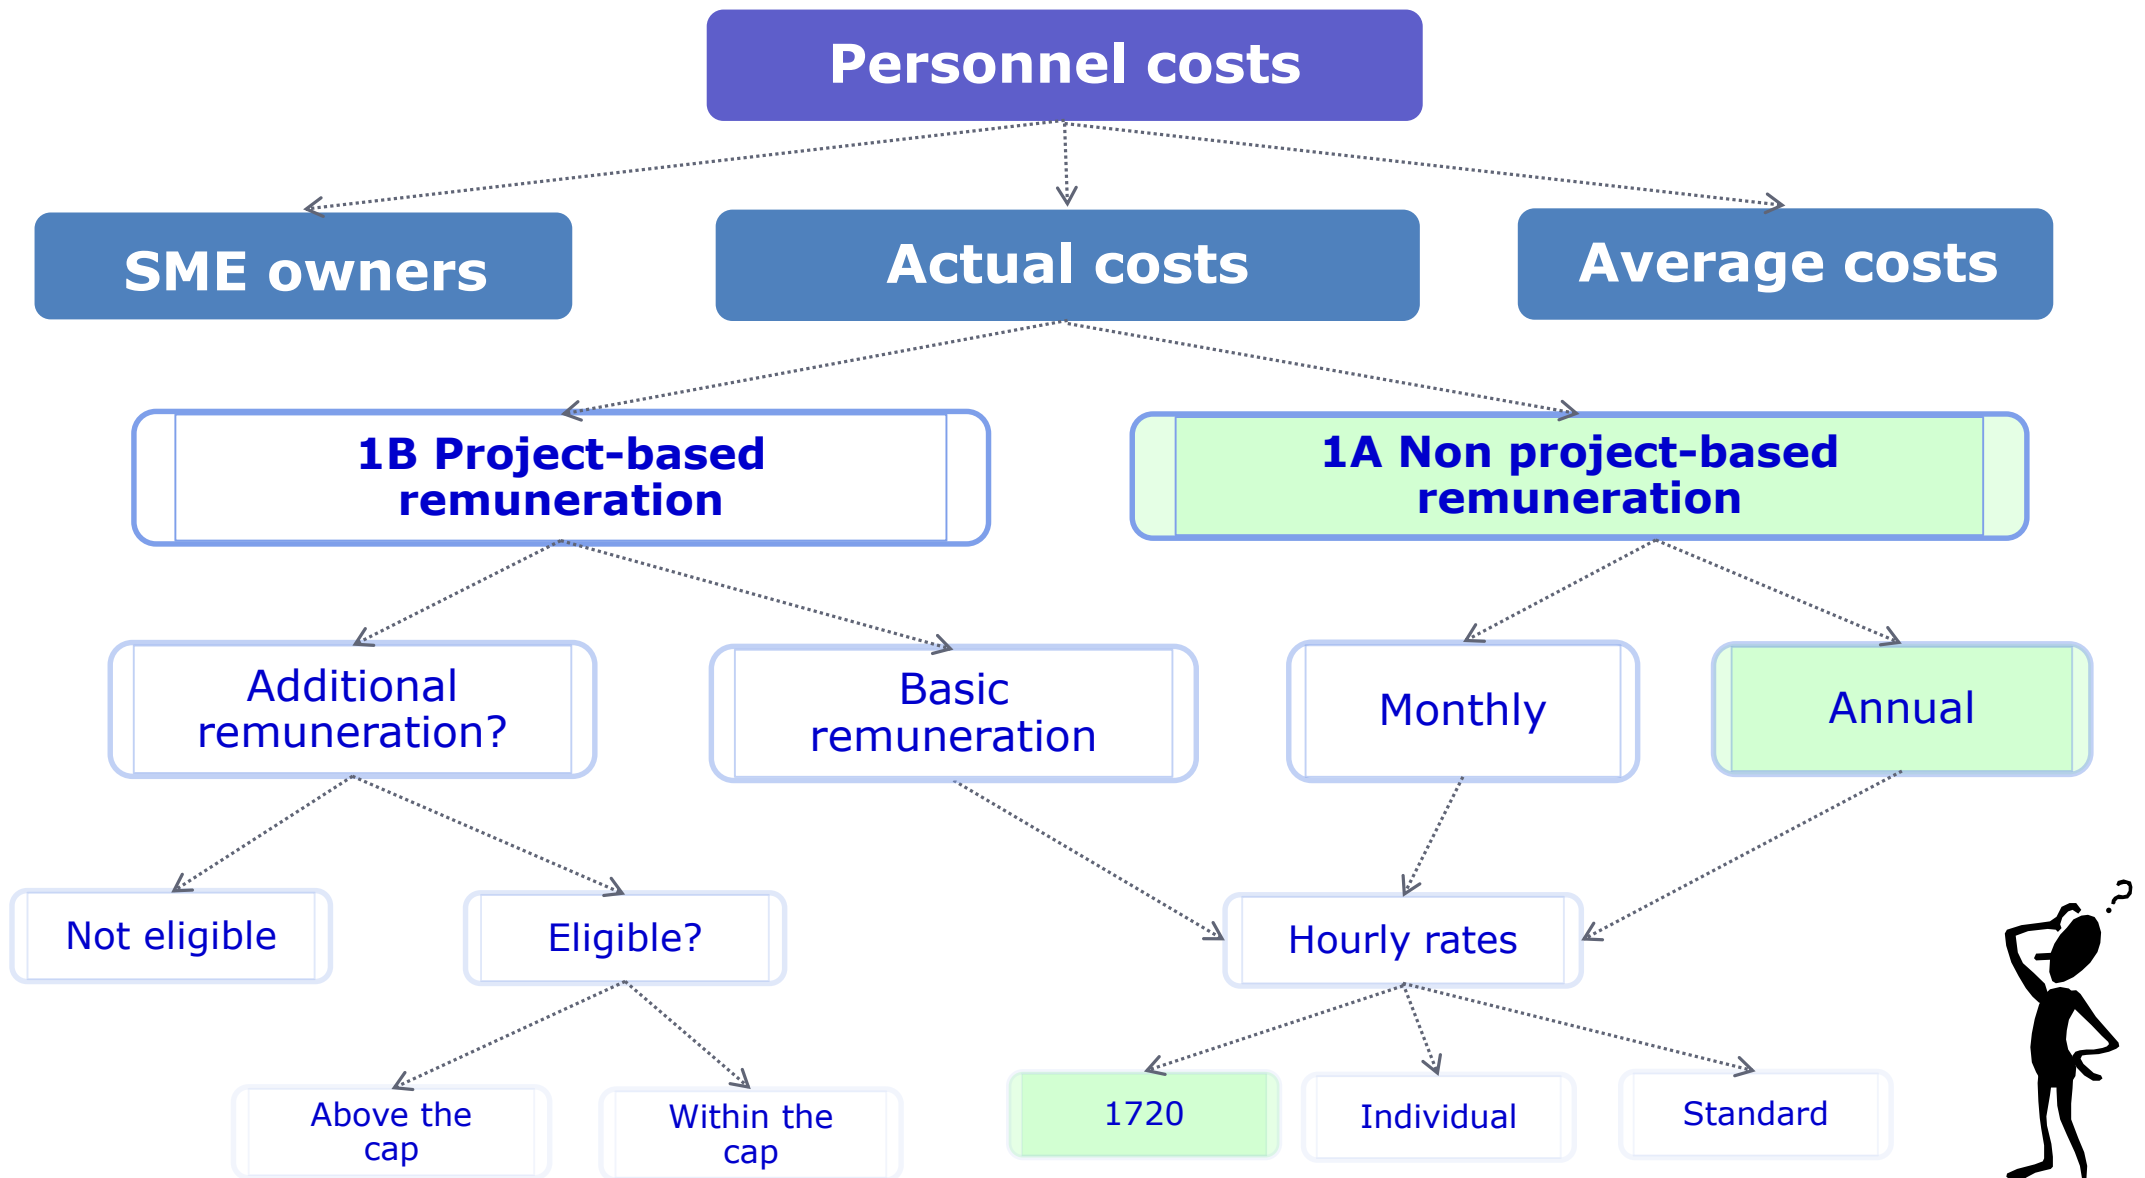 Personnel costs
SME owners
Actual costs
Average costs
1B Project-based
remuneration
1A Non project-based
remuneration
Additional
remuneration?
Basic
remuneration
Monthly
Annual
Not eligible
Eligible?
Hourly rates
Above the
cap
Within the
cap
1720
Individual
Standard
?